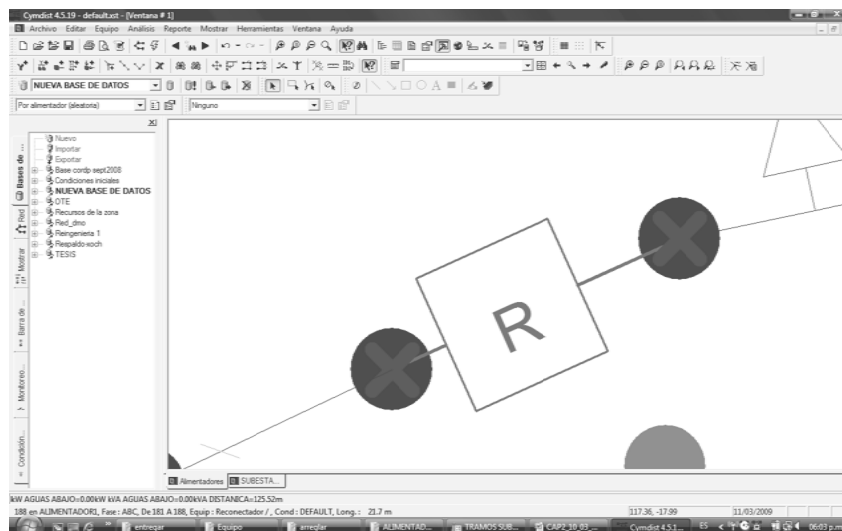 Cymdist 4.5.19 - default.xst - [Ventana # 1]
Archivo Editar Equipo Análisis Reporte Mostrar Herramientas Ventana Ayuda
NUEVA BASE DE DATOS
Por alimentador (aleatoria) Ninguno
Nuevo
Importar
Exportar
Base cordp sept2008
Condiciones iniciales
NUEVA BASE DE DATOS
OTE
Recursos de la zona
Red_dmo
Reingenieria 1
Respaldo-xoch
TESIS
Bases de ...
Red
Mostrar
Barra de ...
Monitoreo...
Condición...
R
Alimentadores SUBESTA...
kW AGUAS ABAJO=0.00kW kVA AGUAS ABAJO=0.00kVA DISTANICA=125.52m
188 en ALIMENTADOR1, Fase : ABC, De 181 A 188, Equip : Reconectador / , Cond : DEFAULT, Long. : 21.7 m 117.36, -17.99 11/03/2009
entregar Equipo arreglar ALIMENTAD... TRAMOS SUB... CAP2_10_03_... Cymdist 4.5.1... ES 06:03 p.m.